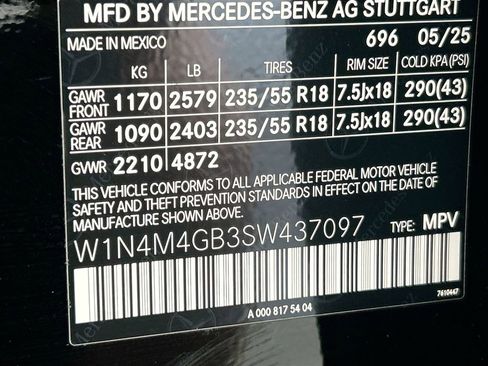 MFD BY MERCEDES-BENZ AG STUTTGART
MADE IN MEXICO 696 05/25
KG LB TIRES RIM SIZE COLD KPA (PSI)
GAWR FRONT 1170 2579 235/55 R18 7.5Jx18 290(43)
GAWR REAR 1090 2403 235/55 R18 7.5Jx18 290(43)
GVWR 2210 4872
THIS VEHICLE CONFORMS TO ALL APPLICABLE FEDERAL MOTOR VEHICLE
SAFETY AND THEFT PREVENTION STANDARDS IN EFFECT ON THE DATE
OF MANUFACTURE SHOWN ABOVE.
W1N4M4GB3SW437097 TYPE: MPV
7610447
A 000 817 54 04